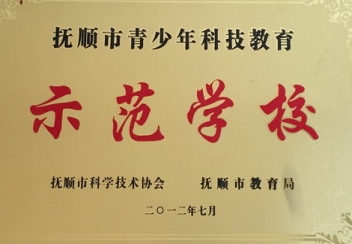 抚顺市青少年科技教育
示范学校
抚顺市科学技术协会 抚顺市教育局
二〇一二年七月